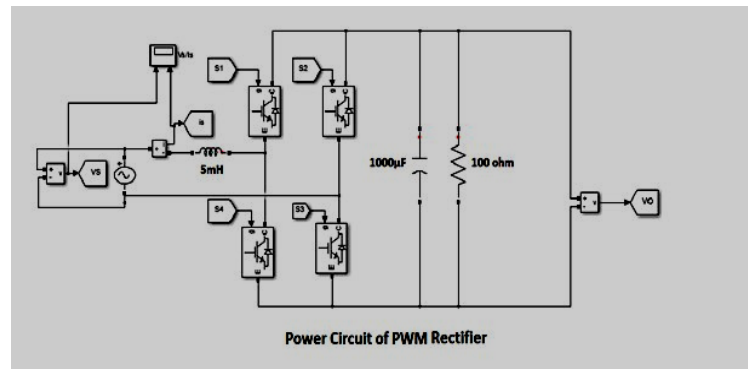 Vs/Is
S1
S2
is
VS
5mH
1000μF
100 ohm
S4
S3
VO
Power Circuit of PWM Rectifier